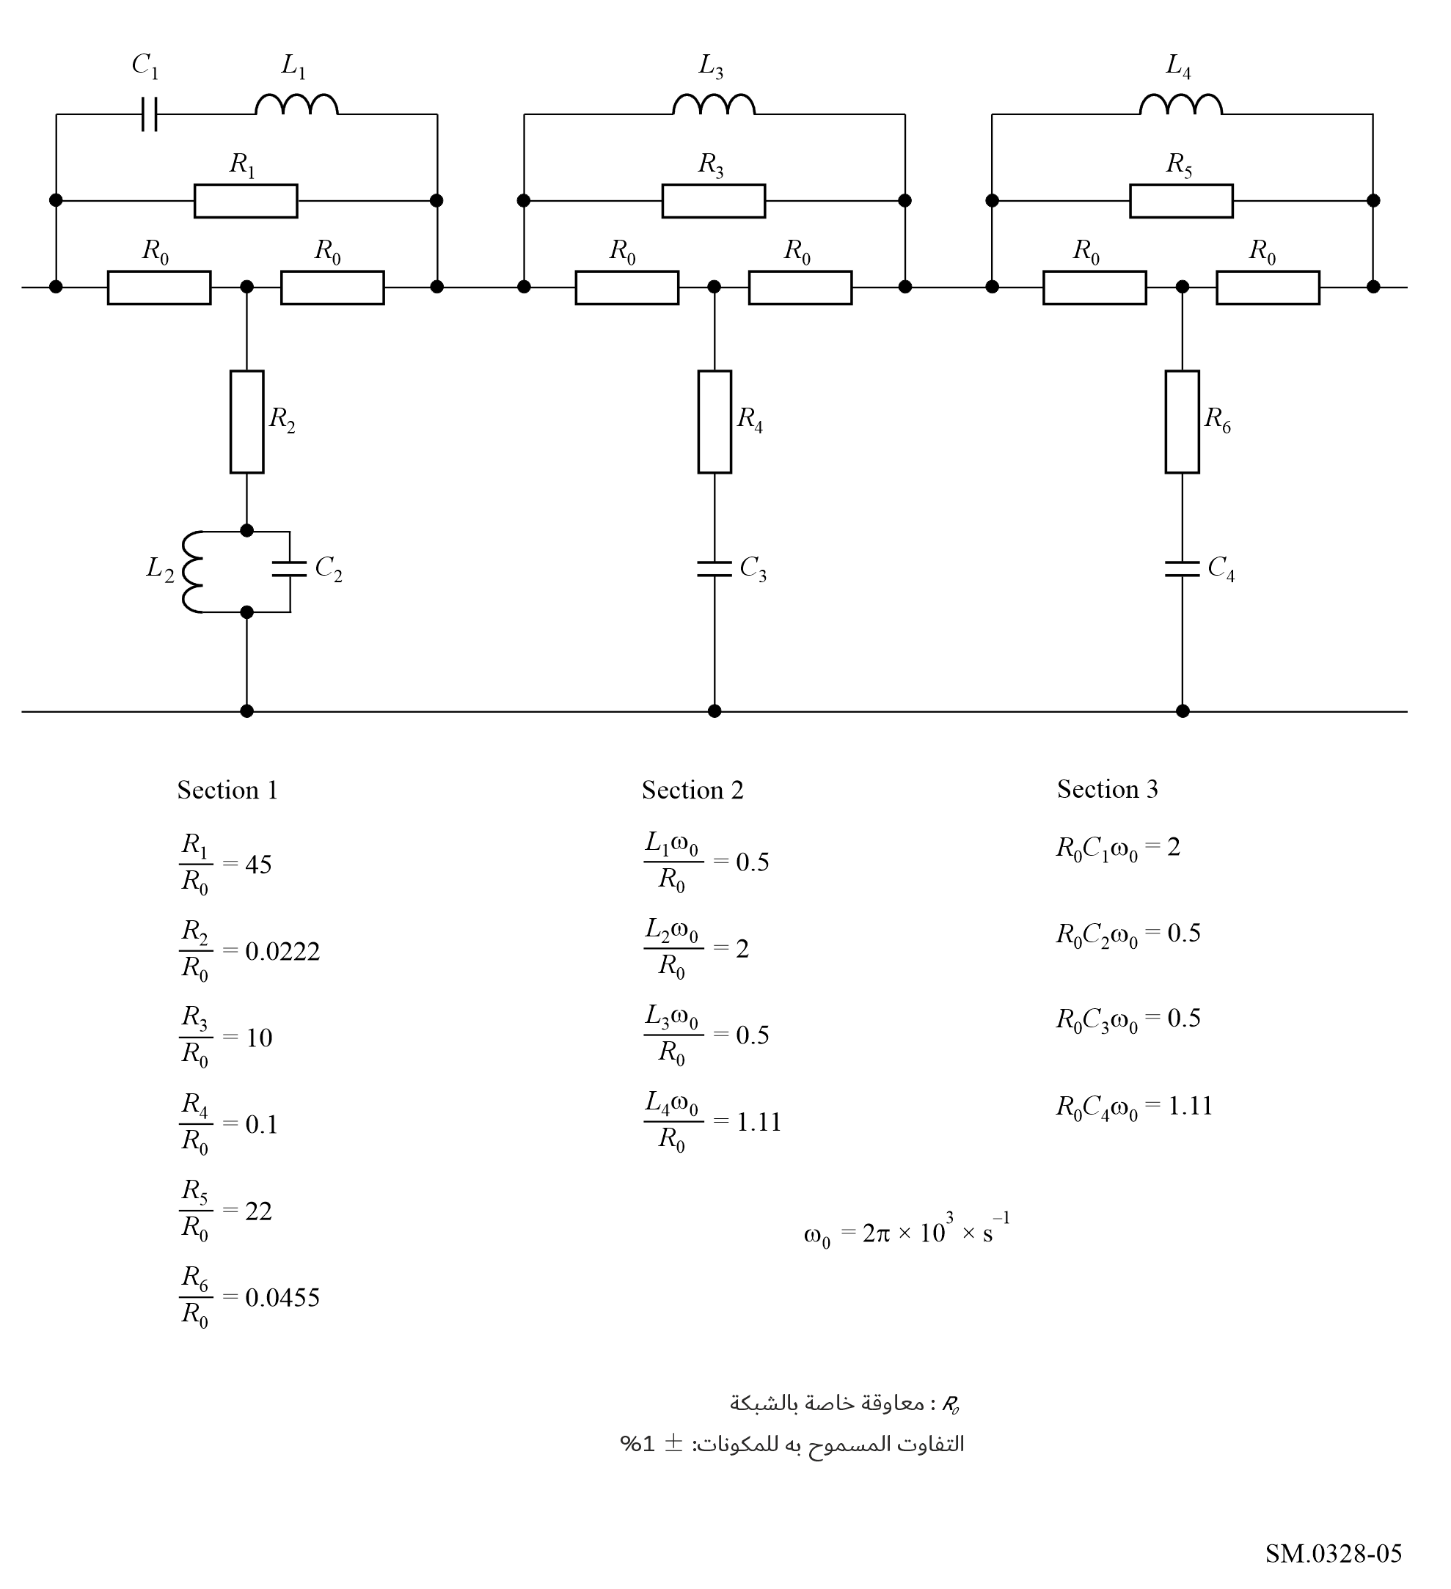 C1 L1 L3 L4
R1 R3 R5
R0 R0 R0 R0 R0 R0
R2 R4 R6
L2 C2 C3 C4
Section 1 Section 2 Section 3
R1/R0 = 45 L1ω0/R0 = 0.5 R0C1ω0 = 2
R2/R0 = 0.0222 L2ω0/R0 = 2 R0C2ω0 = 0.5
R3/R0 = 10 L3ω0/R0 = 0.5 R0C3ω0 = 0.5
R4/R0 = 0.1 L4ω0/R0 = 1.11 R0C4ω0 = 1.11
R5/R0 = 22
ω0 = 2π × 10^3 × s^–1
R6/R0 = 0.0455
R0 : معاوقة خاصة بالشبكة
التفاوت المسموح به للمكونات: ± 1%
SM.0328-05